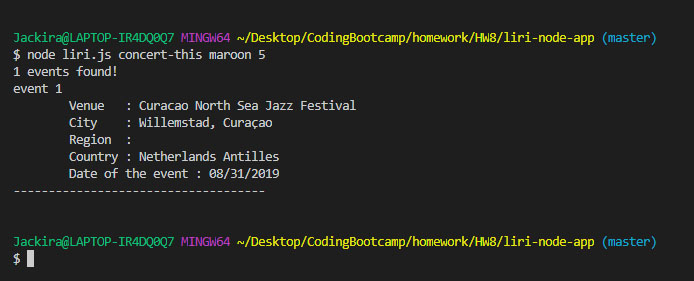 Jackira@LAPTOP-IR4DQ0Q7 MINGW64 ~/Desktop/CodingBootcamp/homework/HW8/liri-node-app (master)
$ node liri.js concert-this maroon 5
1 events found!
event 1
Venue : Curacao North Sea Jazz Festival
City : Willemstad, Curaçao
Region :
Country : Netherlands Antilles
Date of the event : 08/31/2019
------------------------------------
Jackira@LAPTOP-IR4DQ0Q7 MINGW64 ~/Desktop/CodingBootcamp/homework/HW8/liri-node-app (master)
$